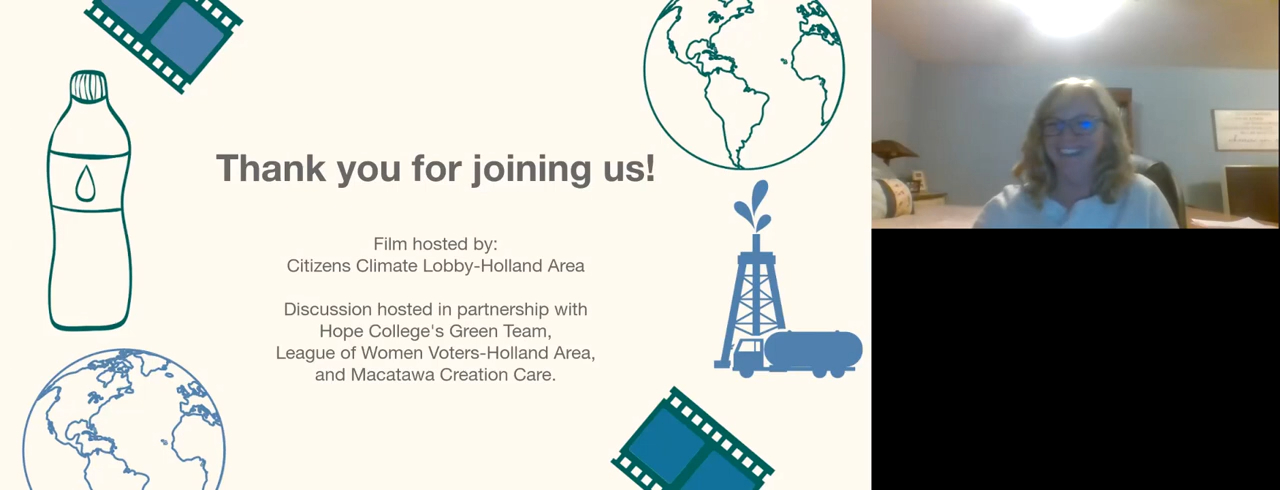 Thank you for joining us!
Film hosted by:
Citizens Climate Lobby-Holland Area
Discussion hosted in partnership with
Hope College's Green Team,
League of Women Voters-Holland Area,
and Macatawa Creation Care.